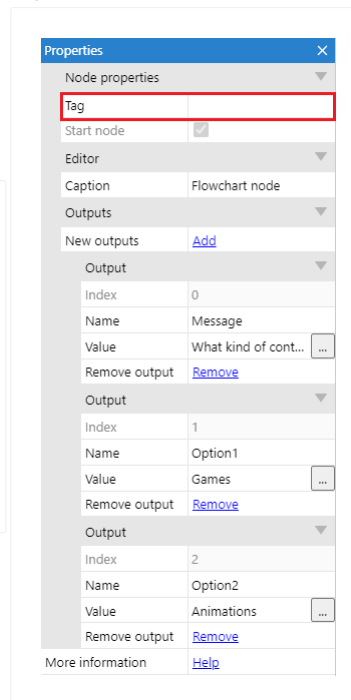 Properties
Node properties
Tag
Start node
Editor
Caption Flowchart node
Outputs
New outputs Add
Output
Index 0
Name Message
Value What kind of cont... ...
Remove output Remove
Output
Index 1
Name Option1
Value Games ...
Remove output Remove
Output
Index 2
Name Option2
Value Animations ...
Remove output Remove
More information Help